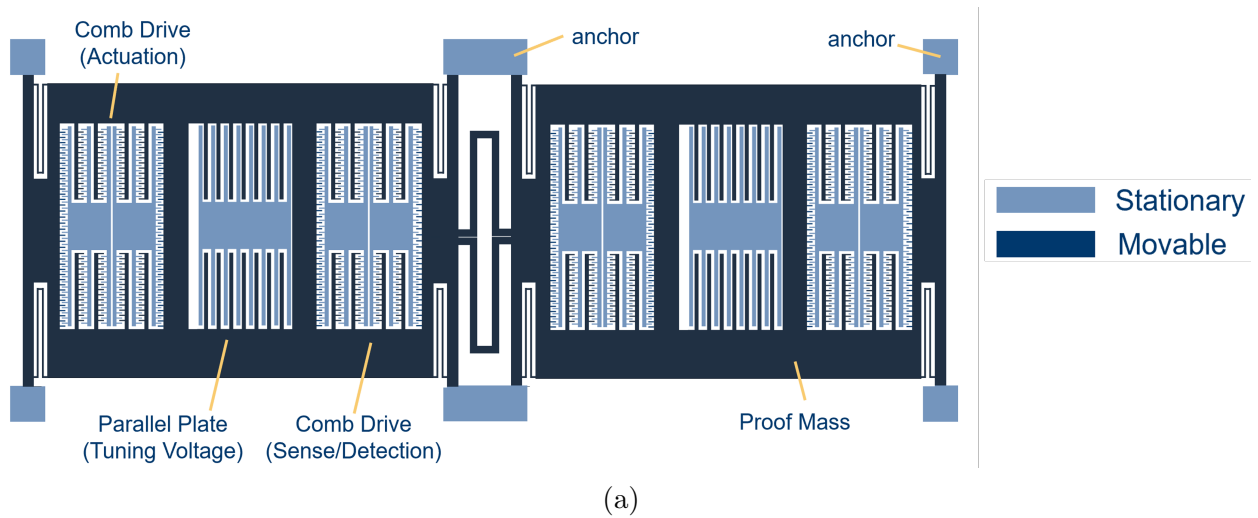 Comb Drive
(Actuation)
anchor
anchor
Stationary
Movable
Parallel Plate
(Tuning Voltage)
Comb Drive
(Sense/Detection)
Proof Mass
(a)